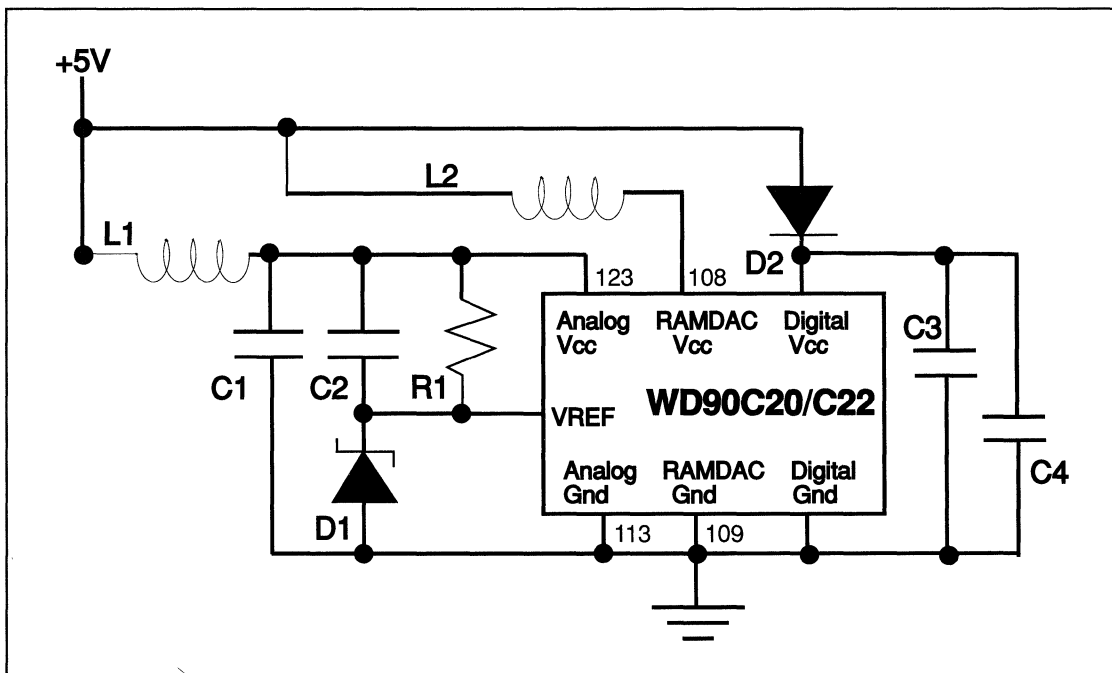 +5V
L2
L1
D2
123
108
Analog
Vcc
RAMDAC
Vcc
Digital
Vcc
C3
C1
C2
R1
WD90C20/C22
VREF
Analog
Gnd
RAMDAC
Gnd
Digital
Gnd
C4
D1
113
109